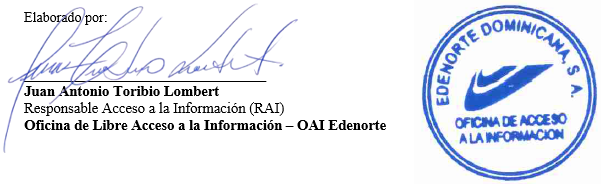 Elaborado por:
Juan Antonio Toribio Lombert
Responsable Acceso a la Información (RAI)
Oficina de Libre Acceso a la Información – OAI Edenorte
EDENORTE DOMINICANA, S. A.
OFICINA DE ACCESO
A LA INFORMACION